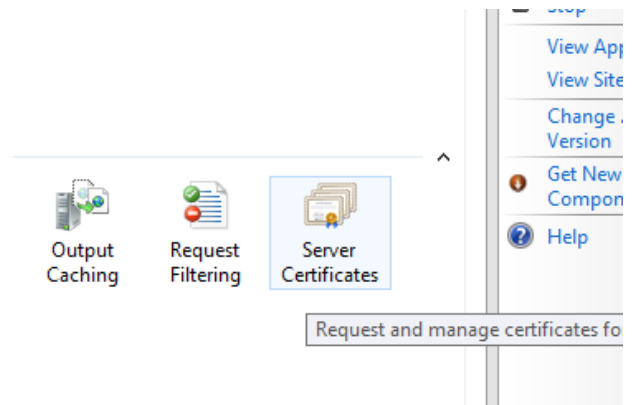 Stop
View App
View Site
Change .
Version
Get New
Compon
Help
Output
Caching
Request
Filtering
Server
Certificates
Request and manage certificates fo